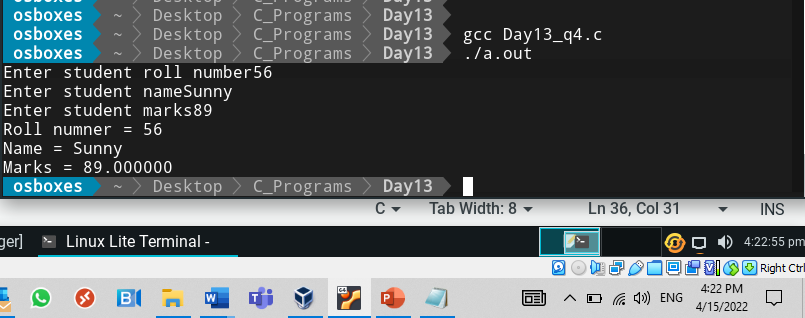 osboxes ~ Desktop C_Programs Day13
osboxes ~ Desktop C_Programs Day13 gcc Day13_q4.c
osboxes ~ Desktop C_Programs Day13 ./a.out
Enter student roll number56
Enter student nameSunny
Enter student marks89
Roll numner = 56
Name = Sunny
Marks = 89.000000
osboxes ~ Desktop C_Programs Day13
C Tab Width: 8 Ln 36, Col 31 INS
ger] Linux Lite Terminal - 4:22:55 pm
Right Ctrl
W P 64 ENG 4:22 PM
4/15/2022